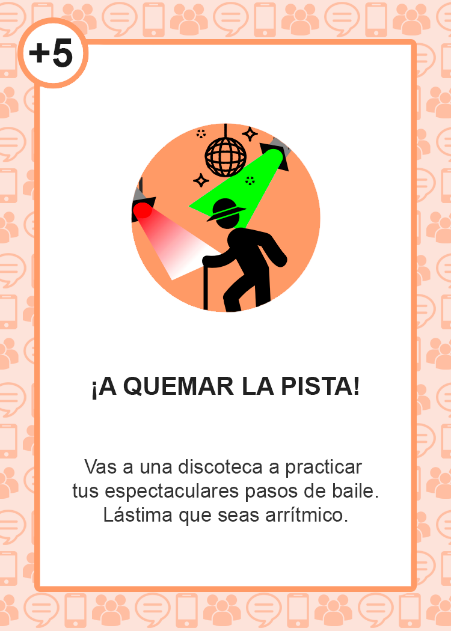 +5
¡A QUEMAR LA PISTA!
Vas a una discoteca a practicar
tus espectaculares pasos de baile.
Lástima que seas arrítmico.